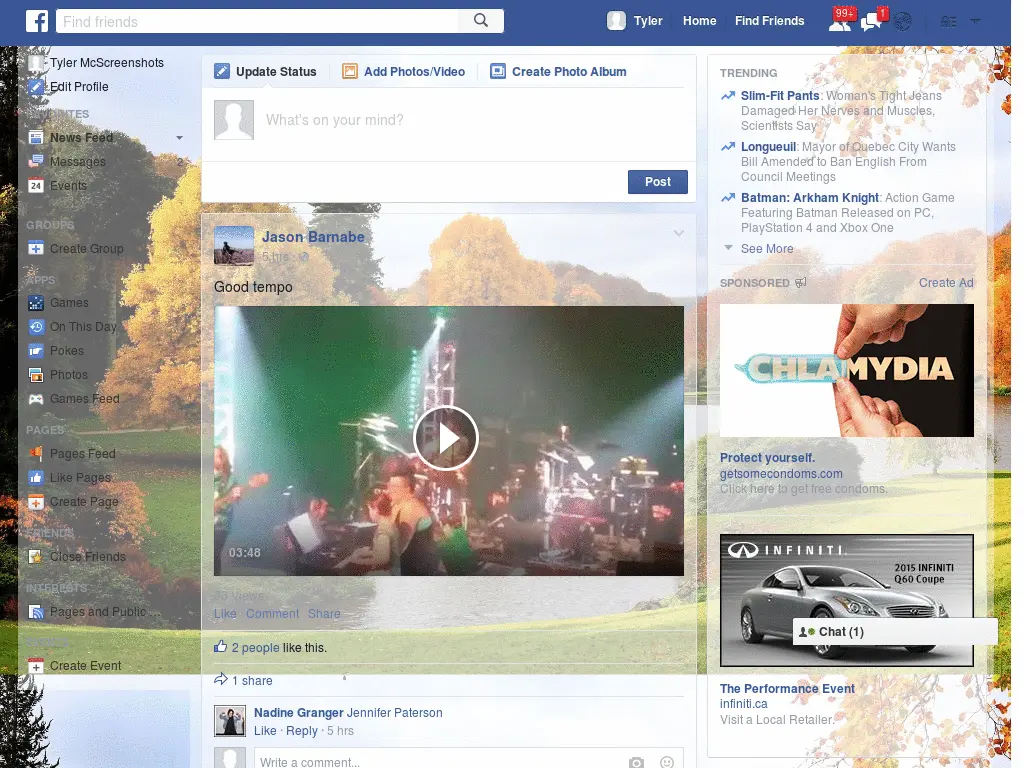 f
Find friends
Tyler
Home
Find Friends
99+
1
Tyler McScreenshots
Edit Profile
News Feed
Messages
2
24
Events
GROUPS
Create Group
APPS
Games
On This Day
Pokes
Photos
Games Feed
PAGES
Pages Feed
Like Pages
Create Page
FRIENDS
Close Friends
INTERESTS
Pages and Public ...
Create Event
Update Status
Add Photos/Video
Create Photo Album
What's on your mind?
Post
Jason Barnabe
5 hrs ·
Good tempo
03:48
Views
Like Comment Share
2 people like this.
1 share
Nadine Granger Jennifer Paterson
Like · Reply · 5 hrs
Write a comment...
TRENDING
Slim-Fit Pants: Woman's Tight Jeans
Damaged Her Nerves and Muscles,
Scientists Say
Longueuil: Mayor of Quebec City Wants
Bill Amended to Ban English From
Council Meetings
Batman: Arkham Knight: Action Game
Featuring Batman Released on PC,
PlayStation 4 and Xbox One
See More
SPONSORED
Create Ad
CHLAMYDIA
Protect yourself.
getsomecondoms.com
Click here to get free condoms.
INFINITI.
2015 INFINITI
Q60 Coupe
Chat (1)
The Performance Event
infiniti.ca
Visit a Local Retailer.